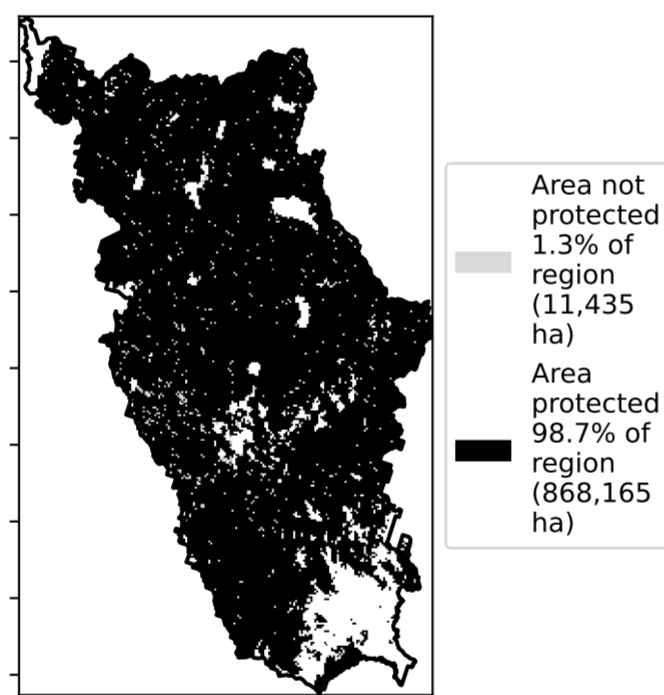 Area not
protected
1.3% of
region
(11,435
ha)
Area
protected
98.7% of
region
(868,165
ha)